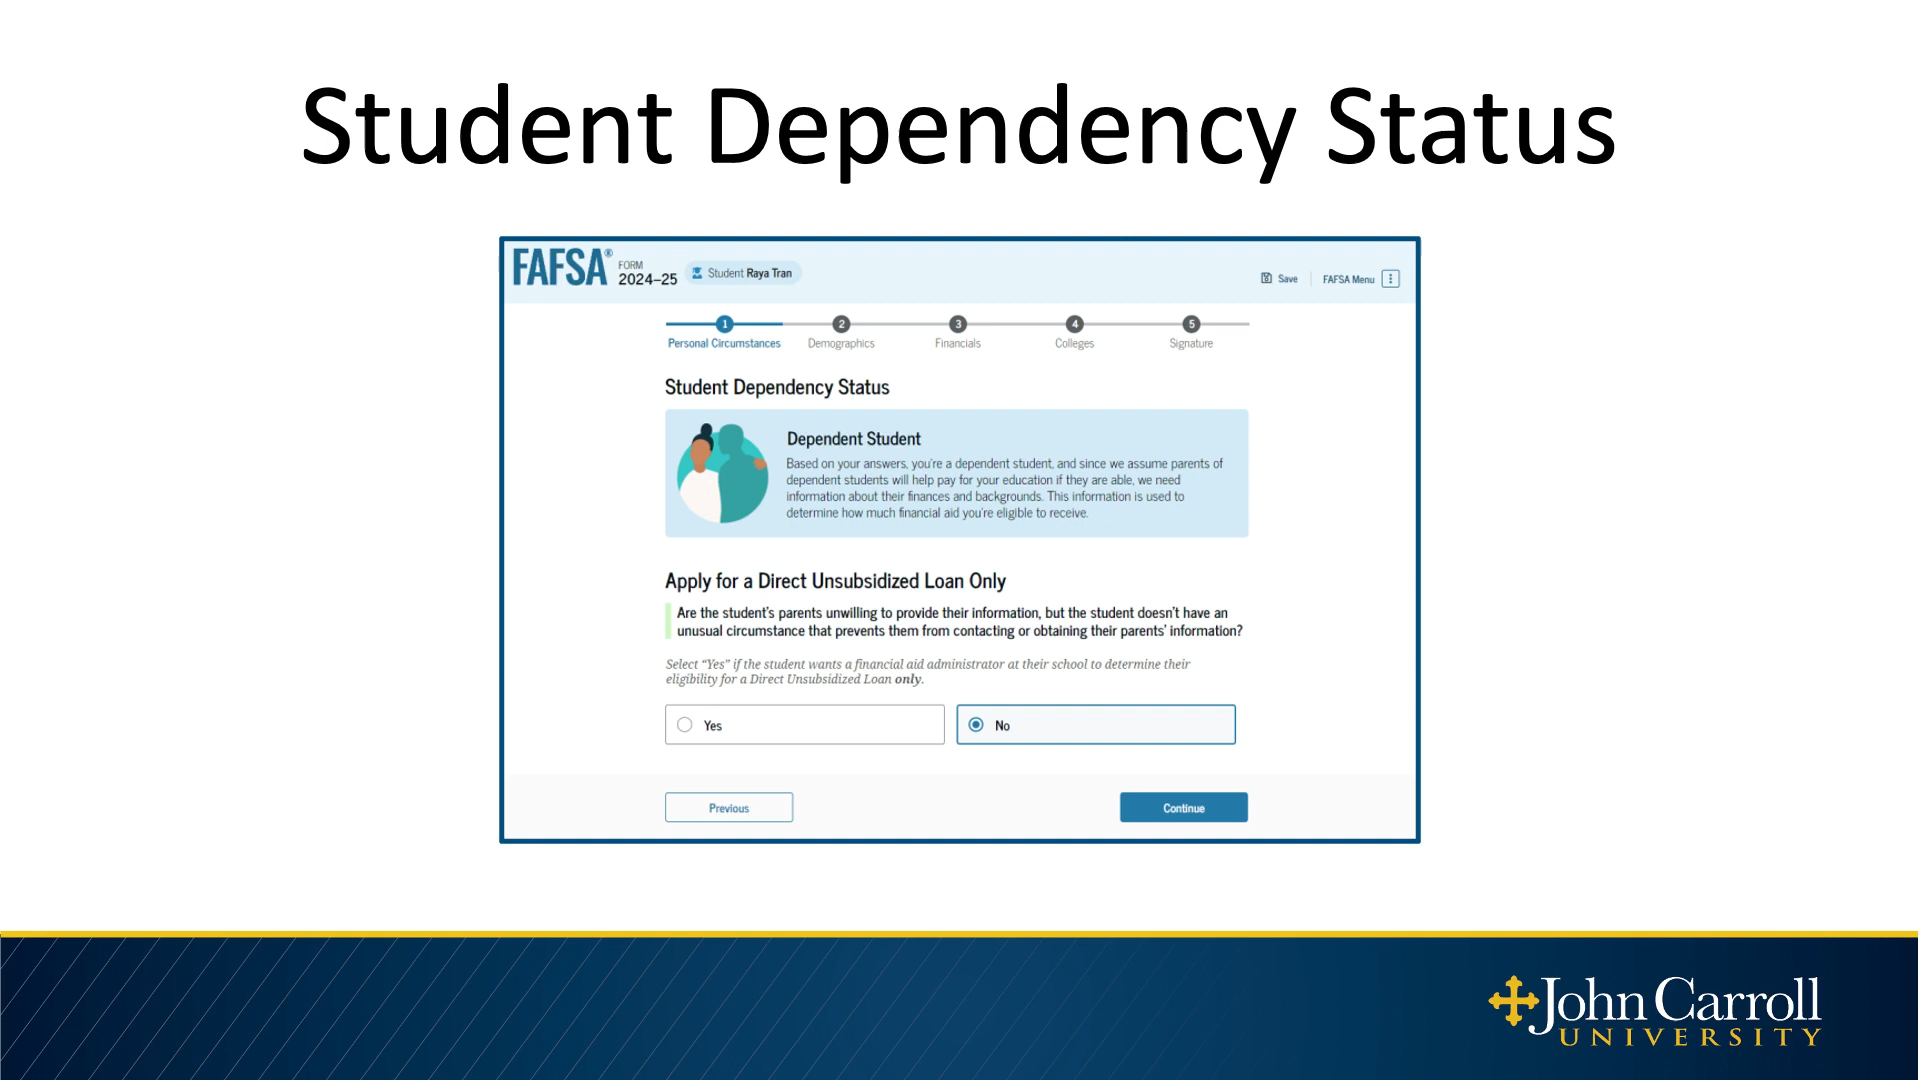 Student Dependency Status
FAFSA®
FORM
2024–25
Student Raya Tran
Save
FAFSA Menu
1
2
3
4
5
Personal Circumstances
Demographics
Financials
Colleges
Signature
Student Dependency Status
Dependent Student
Based on your answers, you're a dependent student, and since we assume parents of
dependent students will help pay for your education if they are able, we need
information about their finances and backgrounds. This information is used to
determine how much financial aid you're eligible to receive.
Apply for a Direct Unsubsidized Loan Only
Are the student's parents unwilling to provide their information, but the student doesn't have an
unusual circumstance that prevents them from contacting or obtaining their parents' information?
Select “Yes” if the student wants a financial aid administrator at their school to determine their
eligibility for a Direct Unsubsidized Loan only.
Yes
No
Previous
Continue
John Carroll
UNIVERSITY